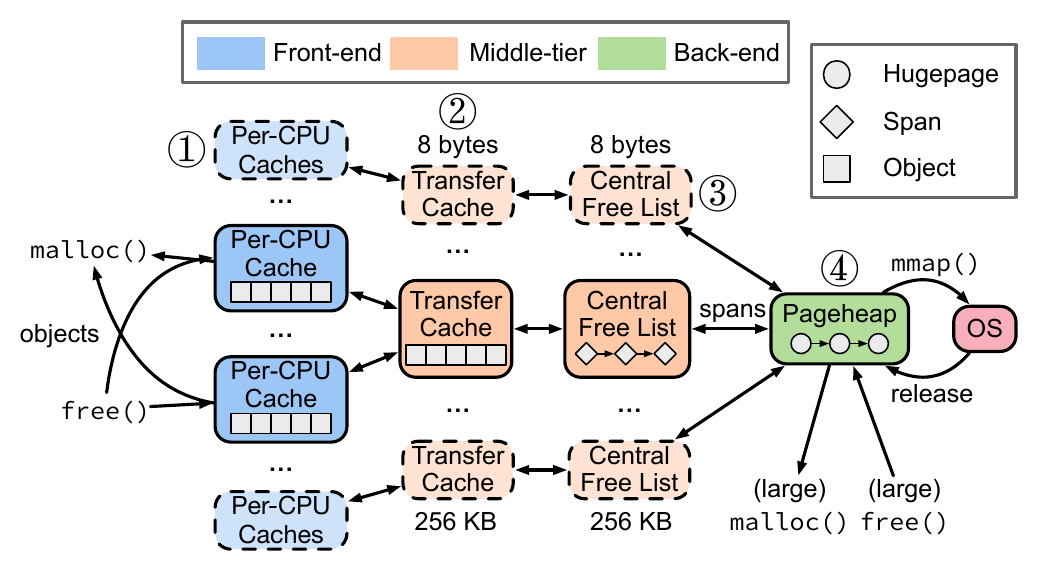 Front-end
Middle-tier
Back-end
Hugepage
Span
Object
①
Per-CPU
Caches
...
②
8 bytes
Transfer
Cache
...
8 bytes
Central
Free List
③
...
malloc()
objects
free()
Per-CPU
Cache
...
Per-CPU
Cache
...
Per-CPU
Caches
Transfer
Cache
...
Transfer
Cache
256 KB
Central
Free List
...
Central
Free List
256 KB
spans
④
Pageheap
mmap()
OS
release
(large)
malloc()
(large)
free()